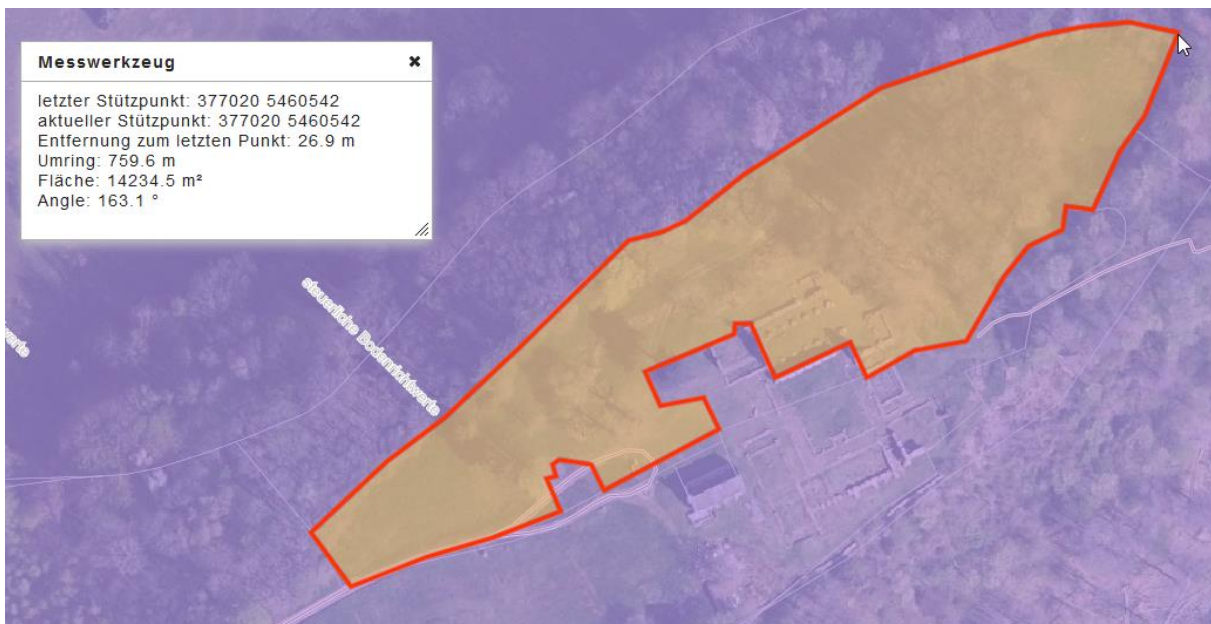 Messwerkzeug
letzter Stützpunkt: 377020 5460542
aktueller Stützpunkt: 377020 5460542
Entfernung zum letzten Punkt: 26.9 m
Umring: 759.6 m
Fläche: 14234.5 m²
Angle: 163.1 °
steuerliche Bodenrichtwerte